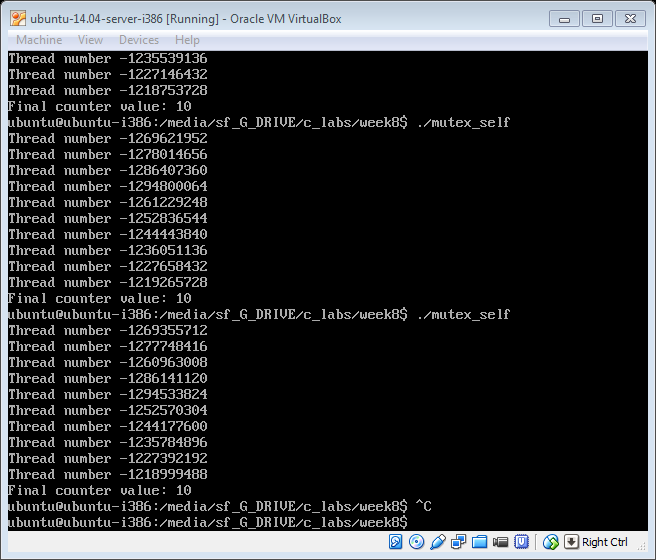 ubuntu-14.04-server-i386 [Running] - Oracle VM VirtualBox
Machine View Devices Help
Thread number -1235539136
Thread number -1227146432
Thread number -1218753728
Final counter value: 10
ubuntu@ubuntu-i386:/media/sf_G_DRIVE/c_labs/week8$ ./mutex_self
Thread number -1269621952
Thread number -1278014656
Thread number -1286407360
Thread number -1294800064
Thread number -1261229248
Thread number -1252836544
Thread number -1244443840
Thread number -1236051136
Thread number -1227658432
Thread number -1219265728
Final counter value: 10
ubuntu@ubuntu-i386:/media/sf_G_DRIVE/c_labs/week8$ ./mutex_self
Thread number -1269355712
Thread number -1277748416
Thread number -1260963008
Thread number -1286141120
Thread number -1294533824
Thread number -1252570304
Thread number -1244177600
Thread number -1235784896
Thread number -1227392192
Thread number -1218999488
Final counter value: 10
ubuntu@ubuntu-i386:/media/sf_G_DRIVE/c_labs/week8$ ^C
ubuntu@ubuntu-i386:/media/sf_G_DRIVE/c_labs/week8$
Right Ctrl